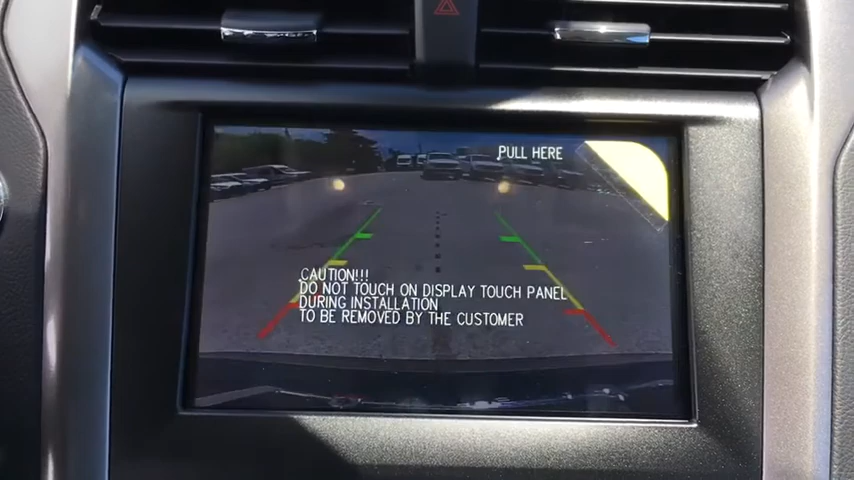 PULL HERE
CAUTION!!!
DO NOT TOUCH ON DISPLAY TOUCH PANEL
DURING INSTALLATION
TO BE REMOVED BY THE CUSTOMER